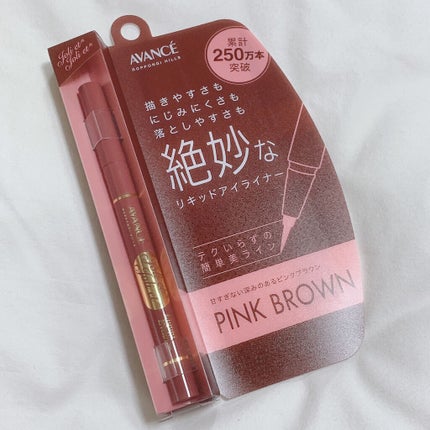 Joli et
Joli et
AVANCÉ
ROPPONGI HILLS
累計
250万本
突破
描きやすさも
にじみにくさも
落としやすさも
絶妙な
リキッドアイライナー
テクいらずの
簡単美ライン
甘すぎない深みのあるピンクブラウン
PINK BROWN
AVANCÉ